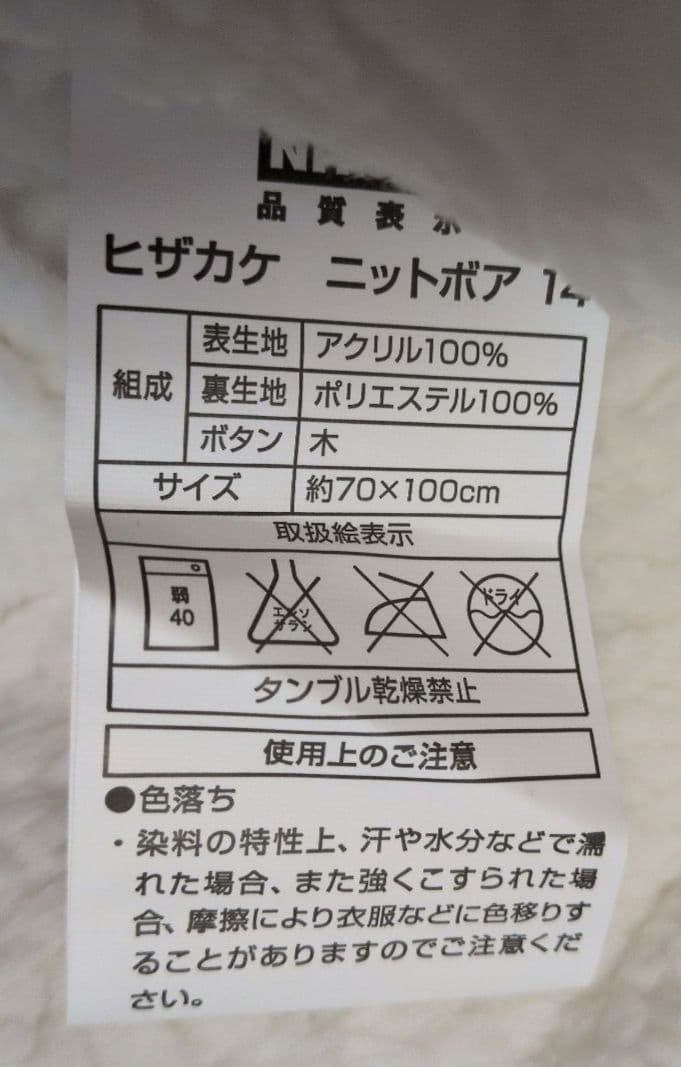 品質表示
ヒザカケ ニットボア 14
組成 表生地 アクリル100%
裏生地 ポリエステル100%
ボタン 木
サイズ 約70×100cm
取扱絵表示
弱
40
エンソ
サラシ
ドライ
タンブル乾燥禁止
使用上のご注意
●色落ち
・染料の特性上、汗や水分などで濡
れた場合、また強くこすられた場
合、摩擦により衣服などに色移りす
ることがありますのでご注意くだ
さい。